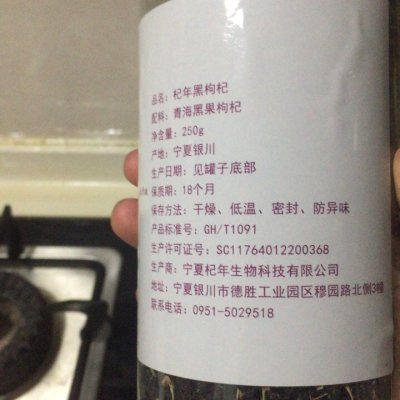 品名：杞年黑枸杞
配料：青海黑果枸杞
净含量：250g
产地：宁夏银川
生产日期：见罐子底部
保质期：18个月
保存方法：干燥、低温、密封、防异味
产品标准号：GH/T1091
生产许可证号：SC11764012200368
生产商：宁夏杞年生物科技有限公司
地址：宁夏银川市德胜工业园区穆园路北侧3幢
联系电话：0951-5029518